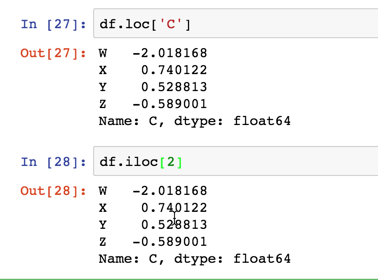 In [27]: df.loc['C']
Out[27]: W -2.018168
X 0.740122
Y 0.528813
Z -0.589001
Name: C, dtype: float64
In [28]: df.iloc[2]
Out[28]: W -2.018168
X 0.740122
Y 0.528813
Z -0.589001
Name: C, dtype: float64